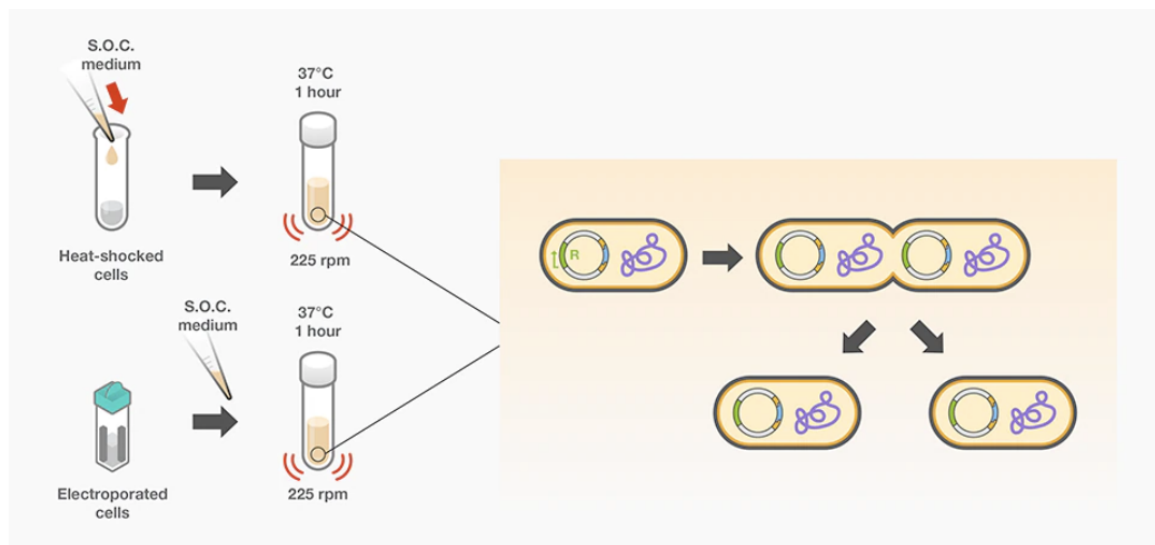 S.O.C.
medium
37°C
1 hour
Heat-shocked
cells
225 rpm
R
S.O.C.
medium
37°C
1 hour
Electroporated
cells
225 rpm